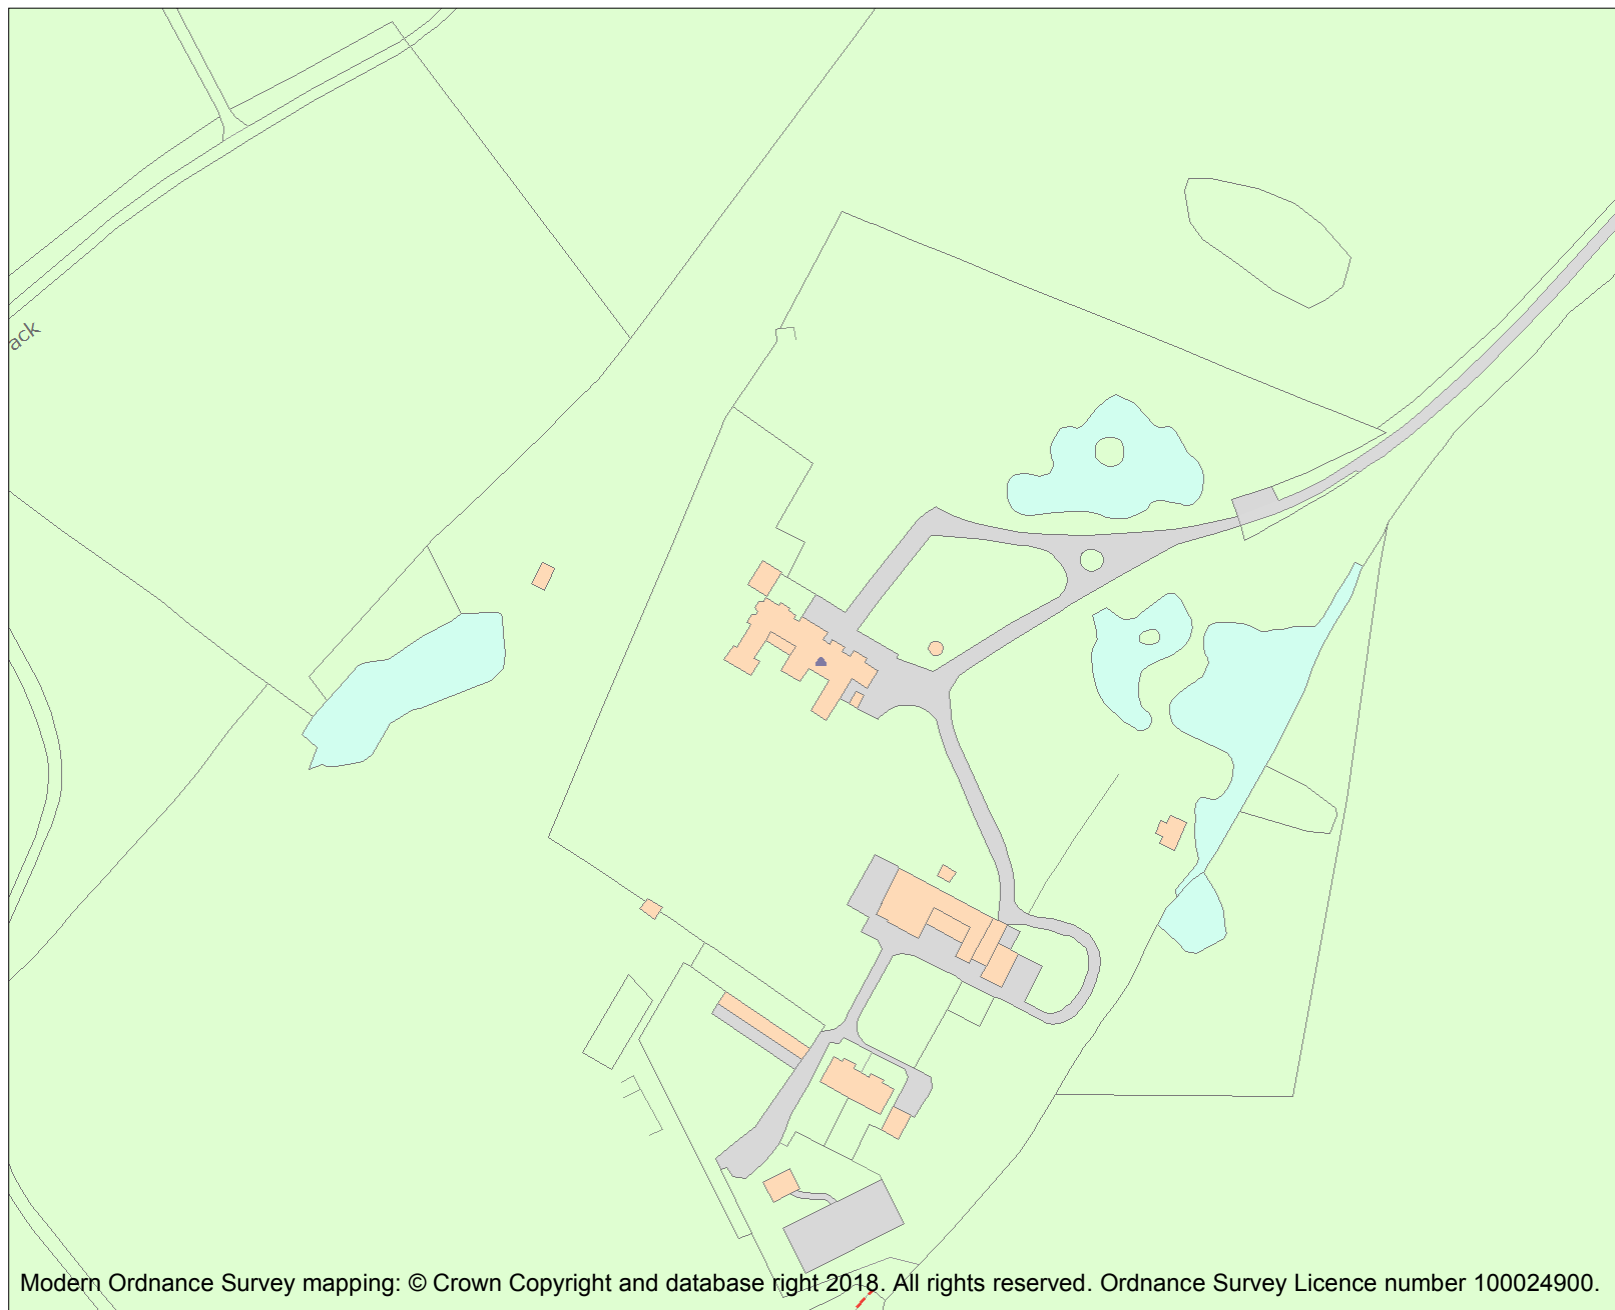 ack
Modern Ordnance Survey mapping: © Crown Copyright and database right 2018. All rights reserved. Ordnance Survey Licence number 100024900.